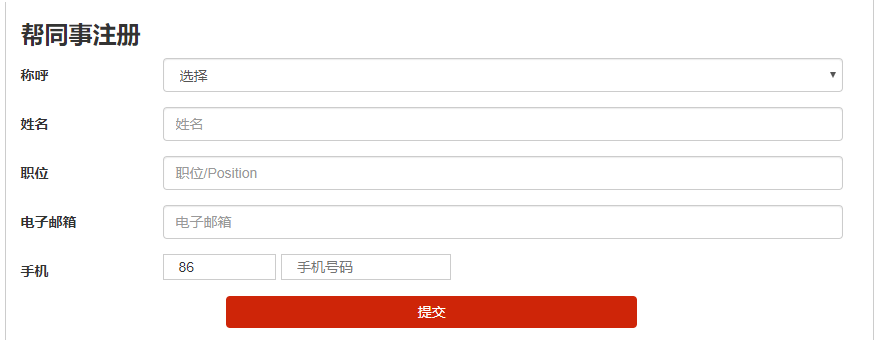 帮同事注册
称呼 选择
姓名 姓名
职位 职位/Position
电子邮箱 电子邮箱
手机 86 手机号码
提交